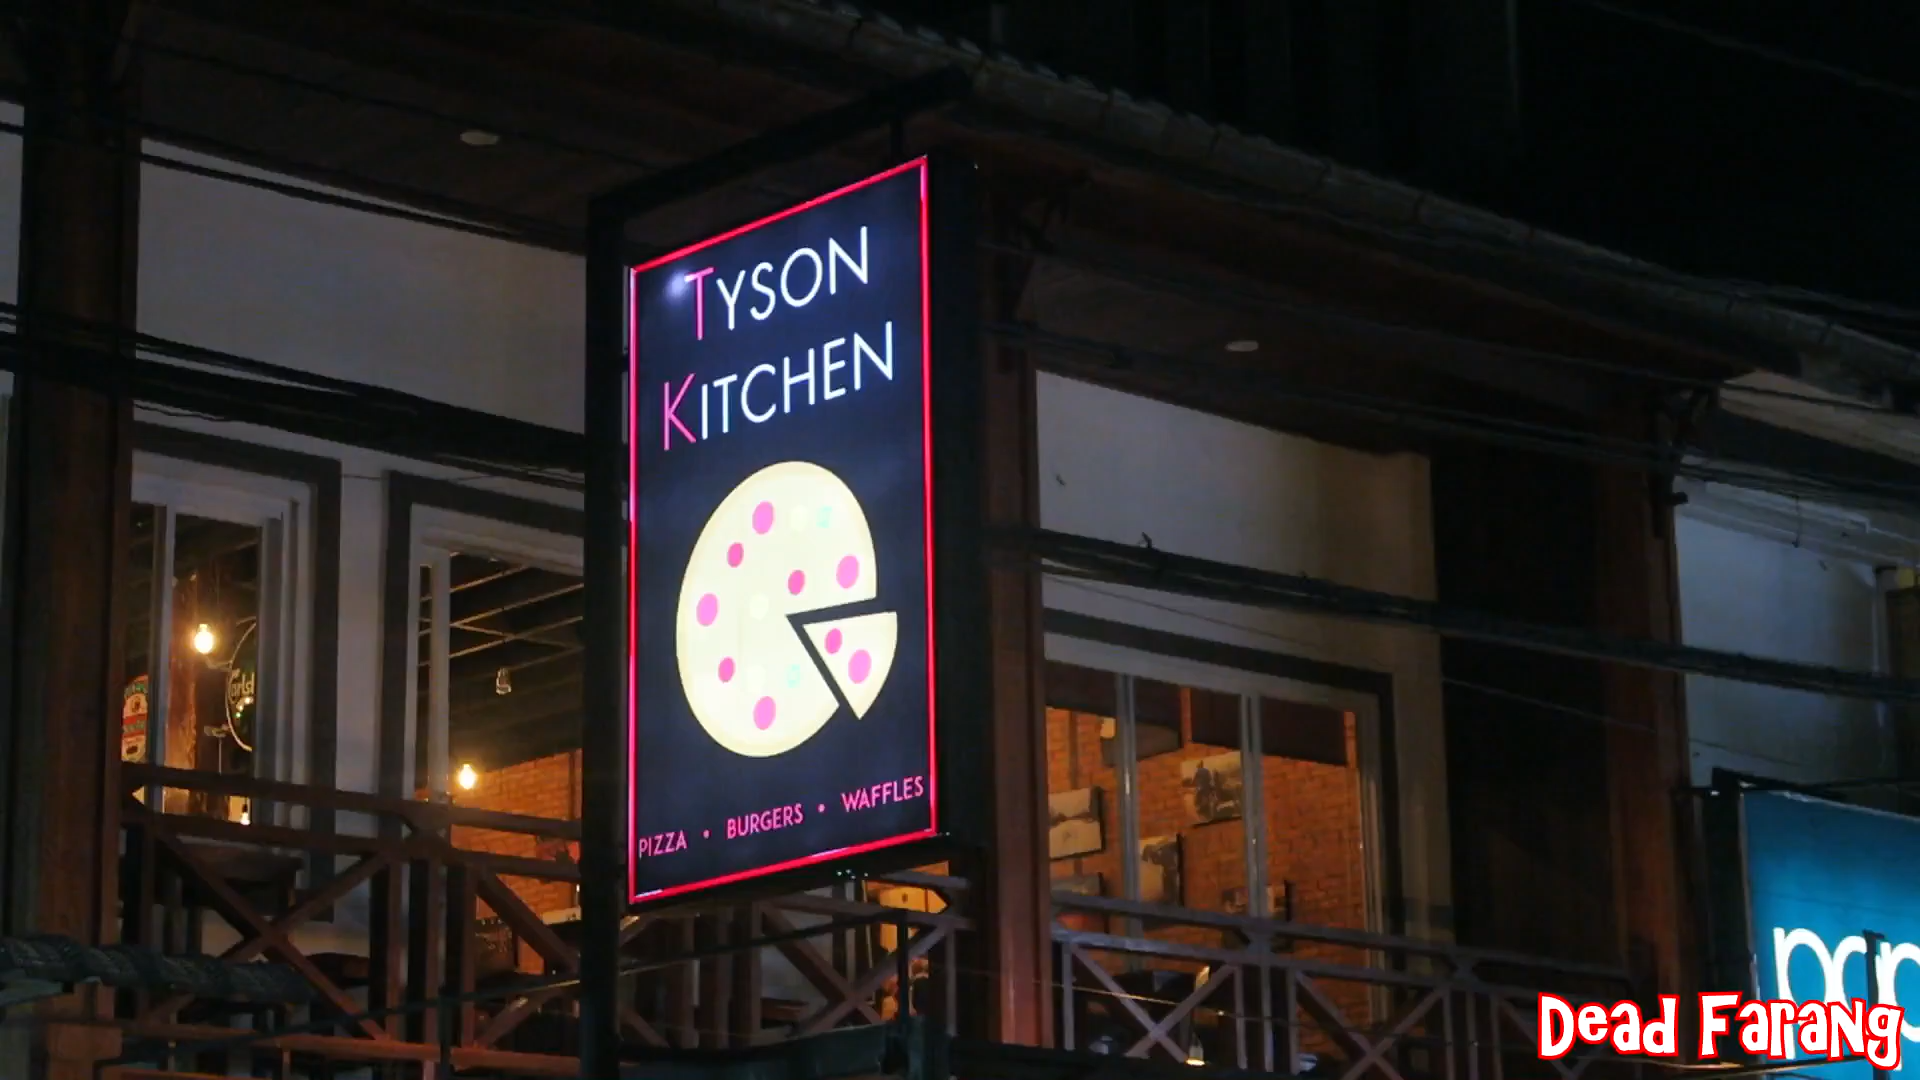 TYSON
KITCHEN
PIZZA • BURGERS • WAFFLES
Dead Farang